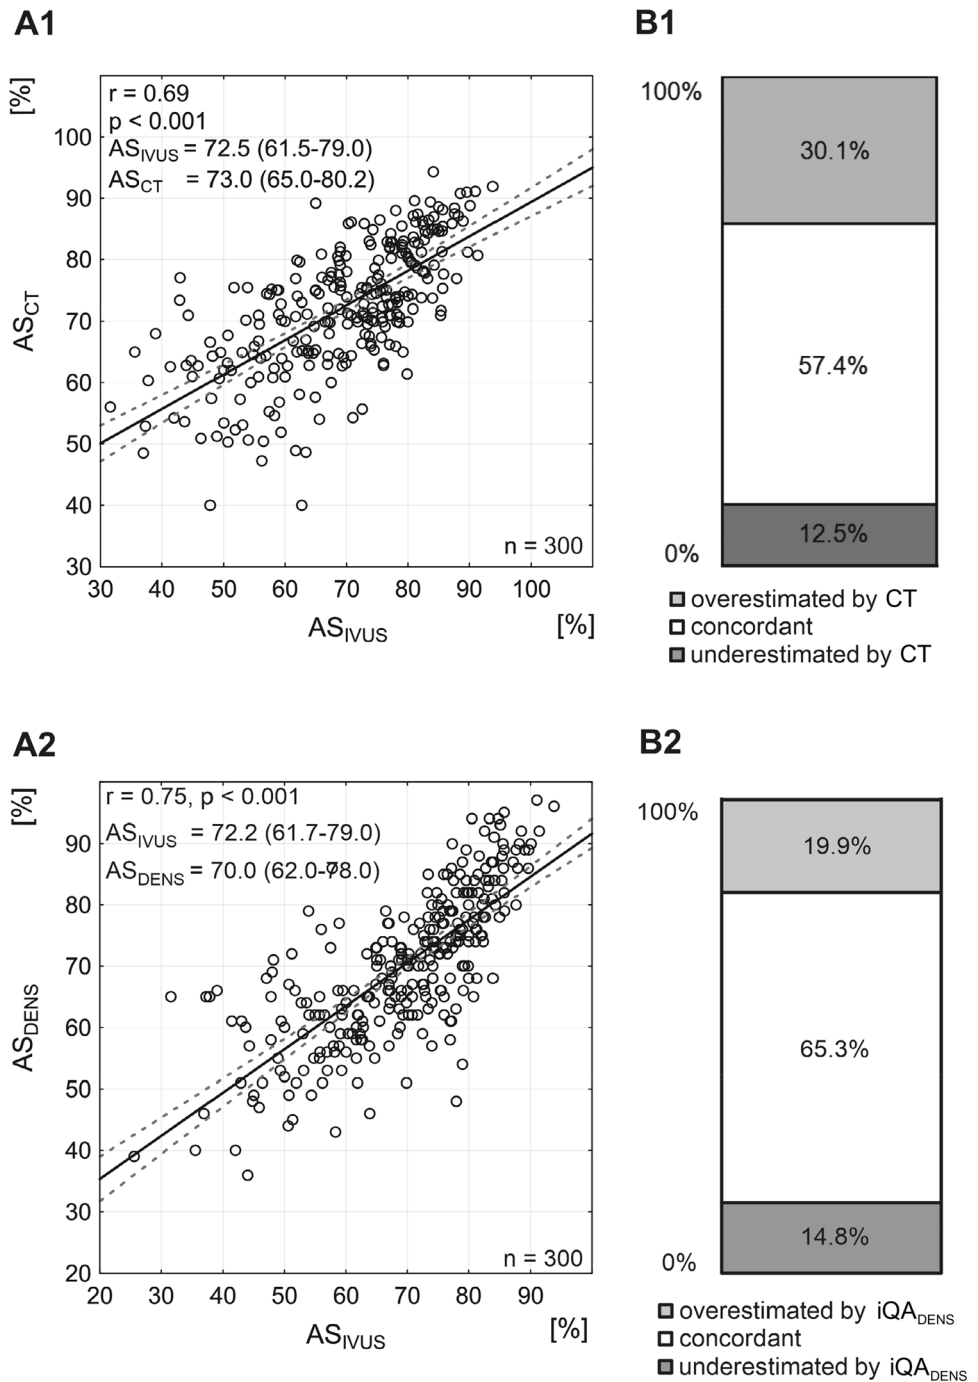 A1
B1
[%]
r = 0.69
p < 0.001
AS_IVUS = 72.5 (61.5-79.0)
AS_CT = 73.0 (65.0-80.2)
100
90
80
70
60
50
40
30
AS_CT
n = 300
30 40 50 60 70 80 90 100
AS_IVUS [%]
100%
30.1%
57.4%
12.5%
0%
overestimated by CT
concordant
underestimated by CT
A2
B2
[%]
r = 0.75, p < 0.001
AS_IVUS = 72.2 (61.7-79.0)
AS_DENS = 70.0 (62.0-78.0)
90
80
70
60
50
40
30
20
AS_DENS
n = 300
20 30 40 50 60 70 80 90
AS_IVUS [%]
100%
19.9%
65.3%
14.8%
0%
overestimated by iQA_DENS
concordant
underestimated by iQA_DENS